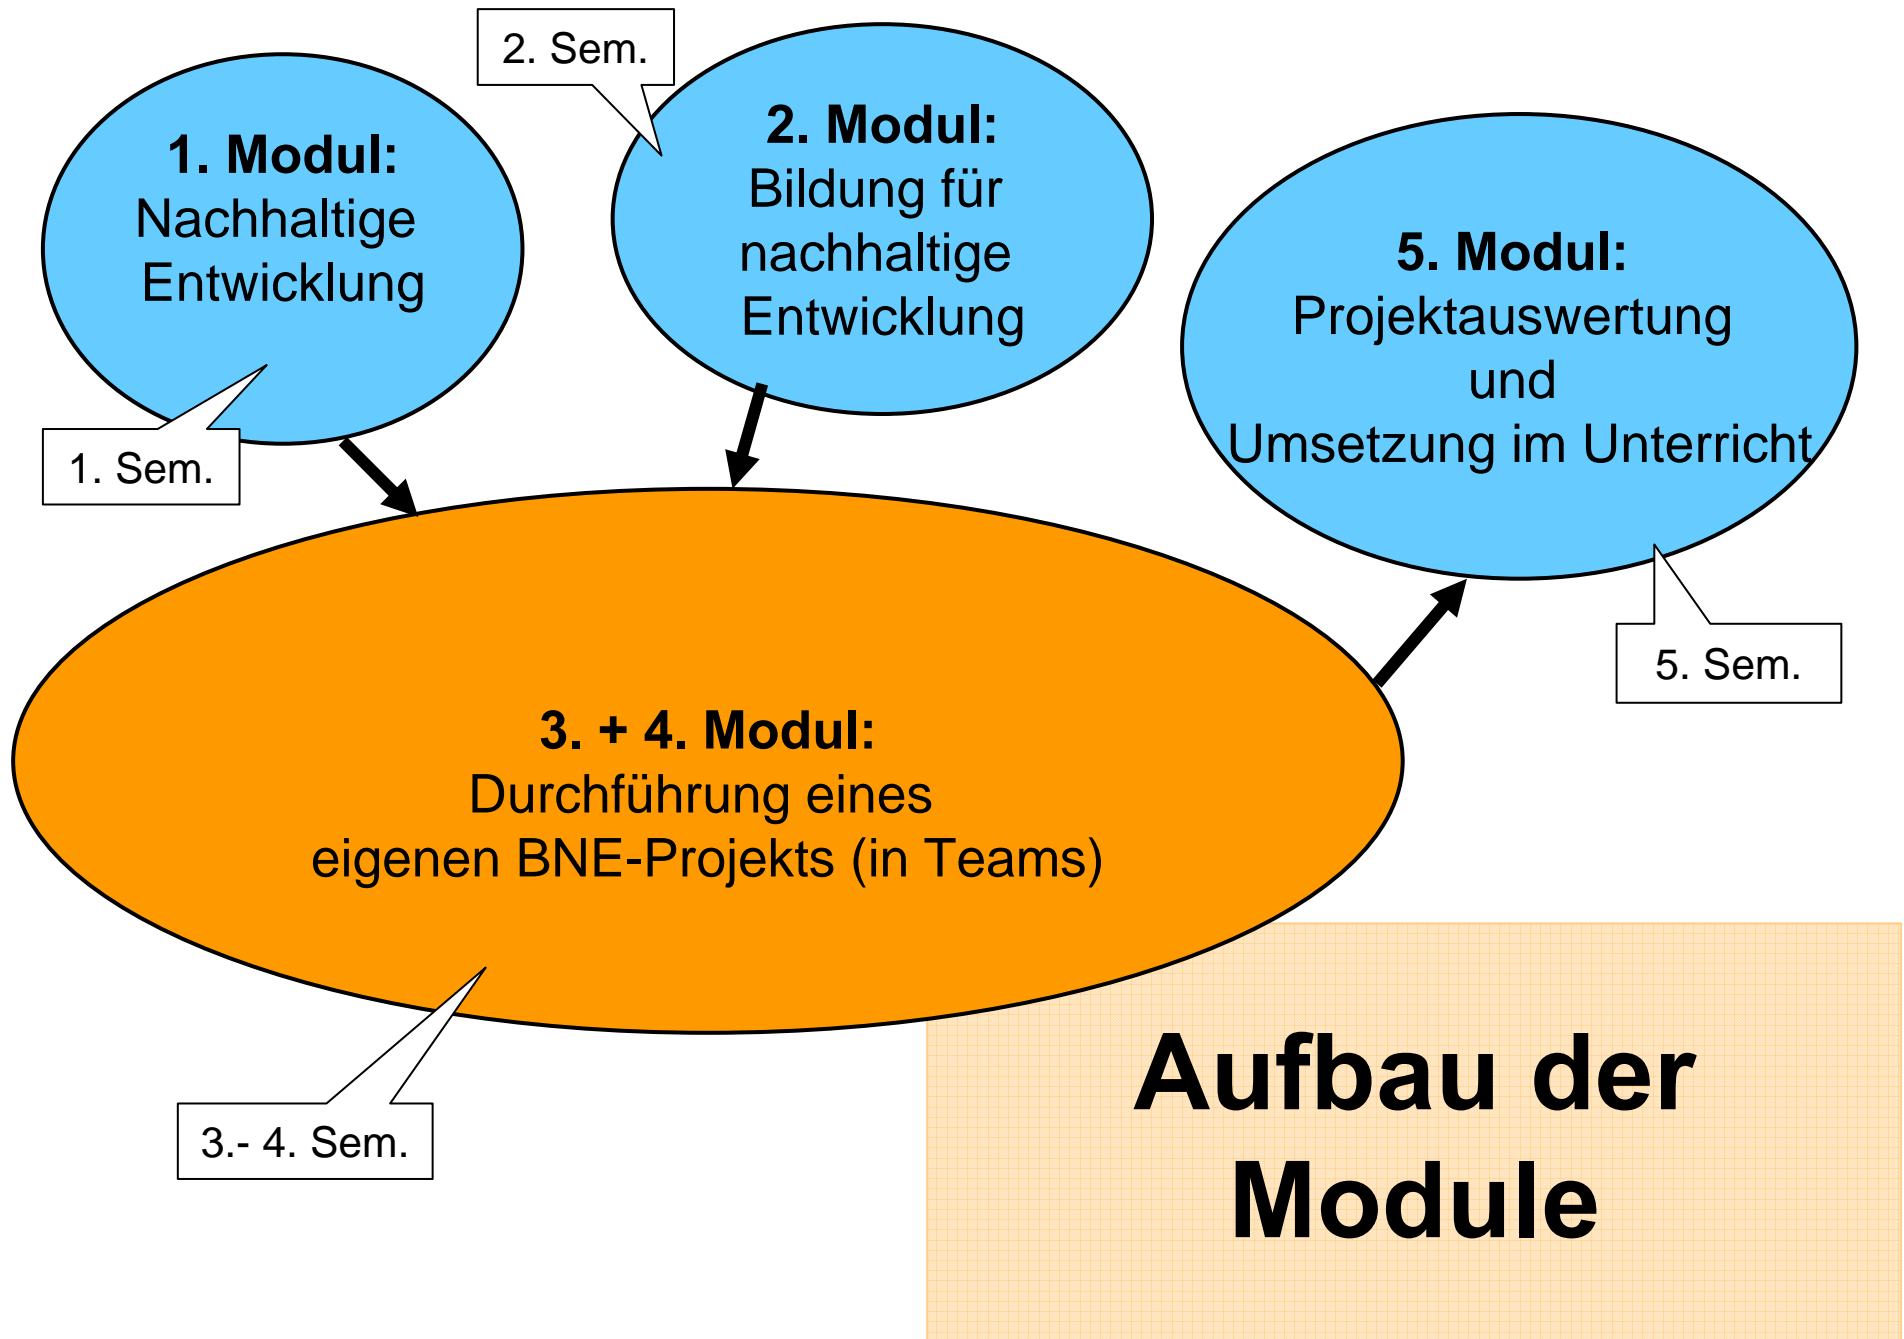 1. Modul:
Nachhaltige
Entwicklung
1. Sem.
2. Sem.
2. Modul:
Bildung für
nachhaltige
Entwicklung
5. Modul:
Projektauswertung
und
Umsetzung im Unterricht
5. Sem.
3. + 4. Modul:
Durchführung eines
eigenen BNE-Projekts (in Teams)
3.- 4. Sem.
Aufbau der
Module